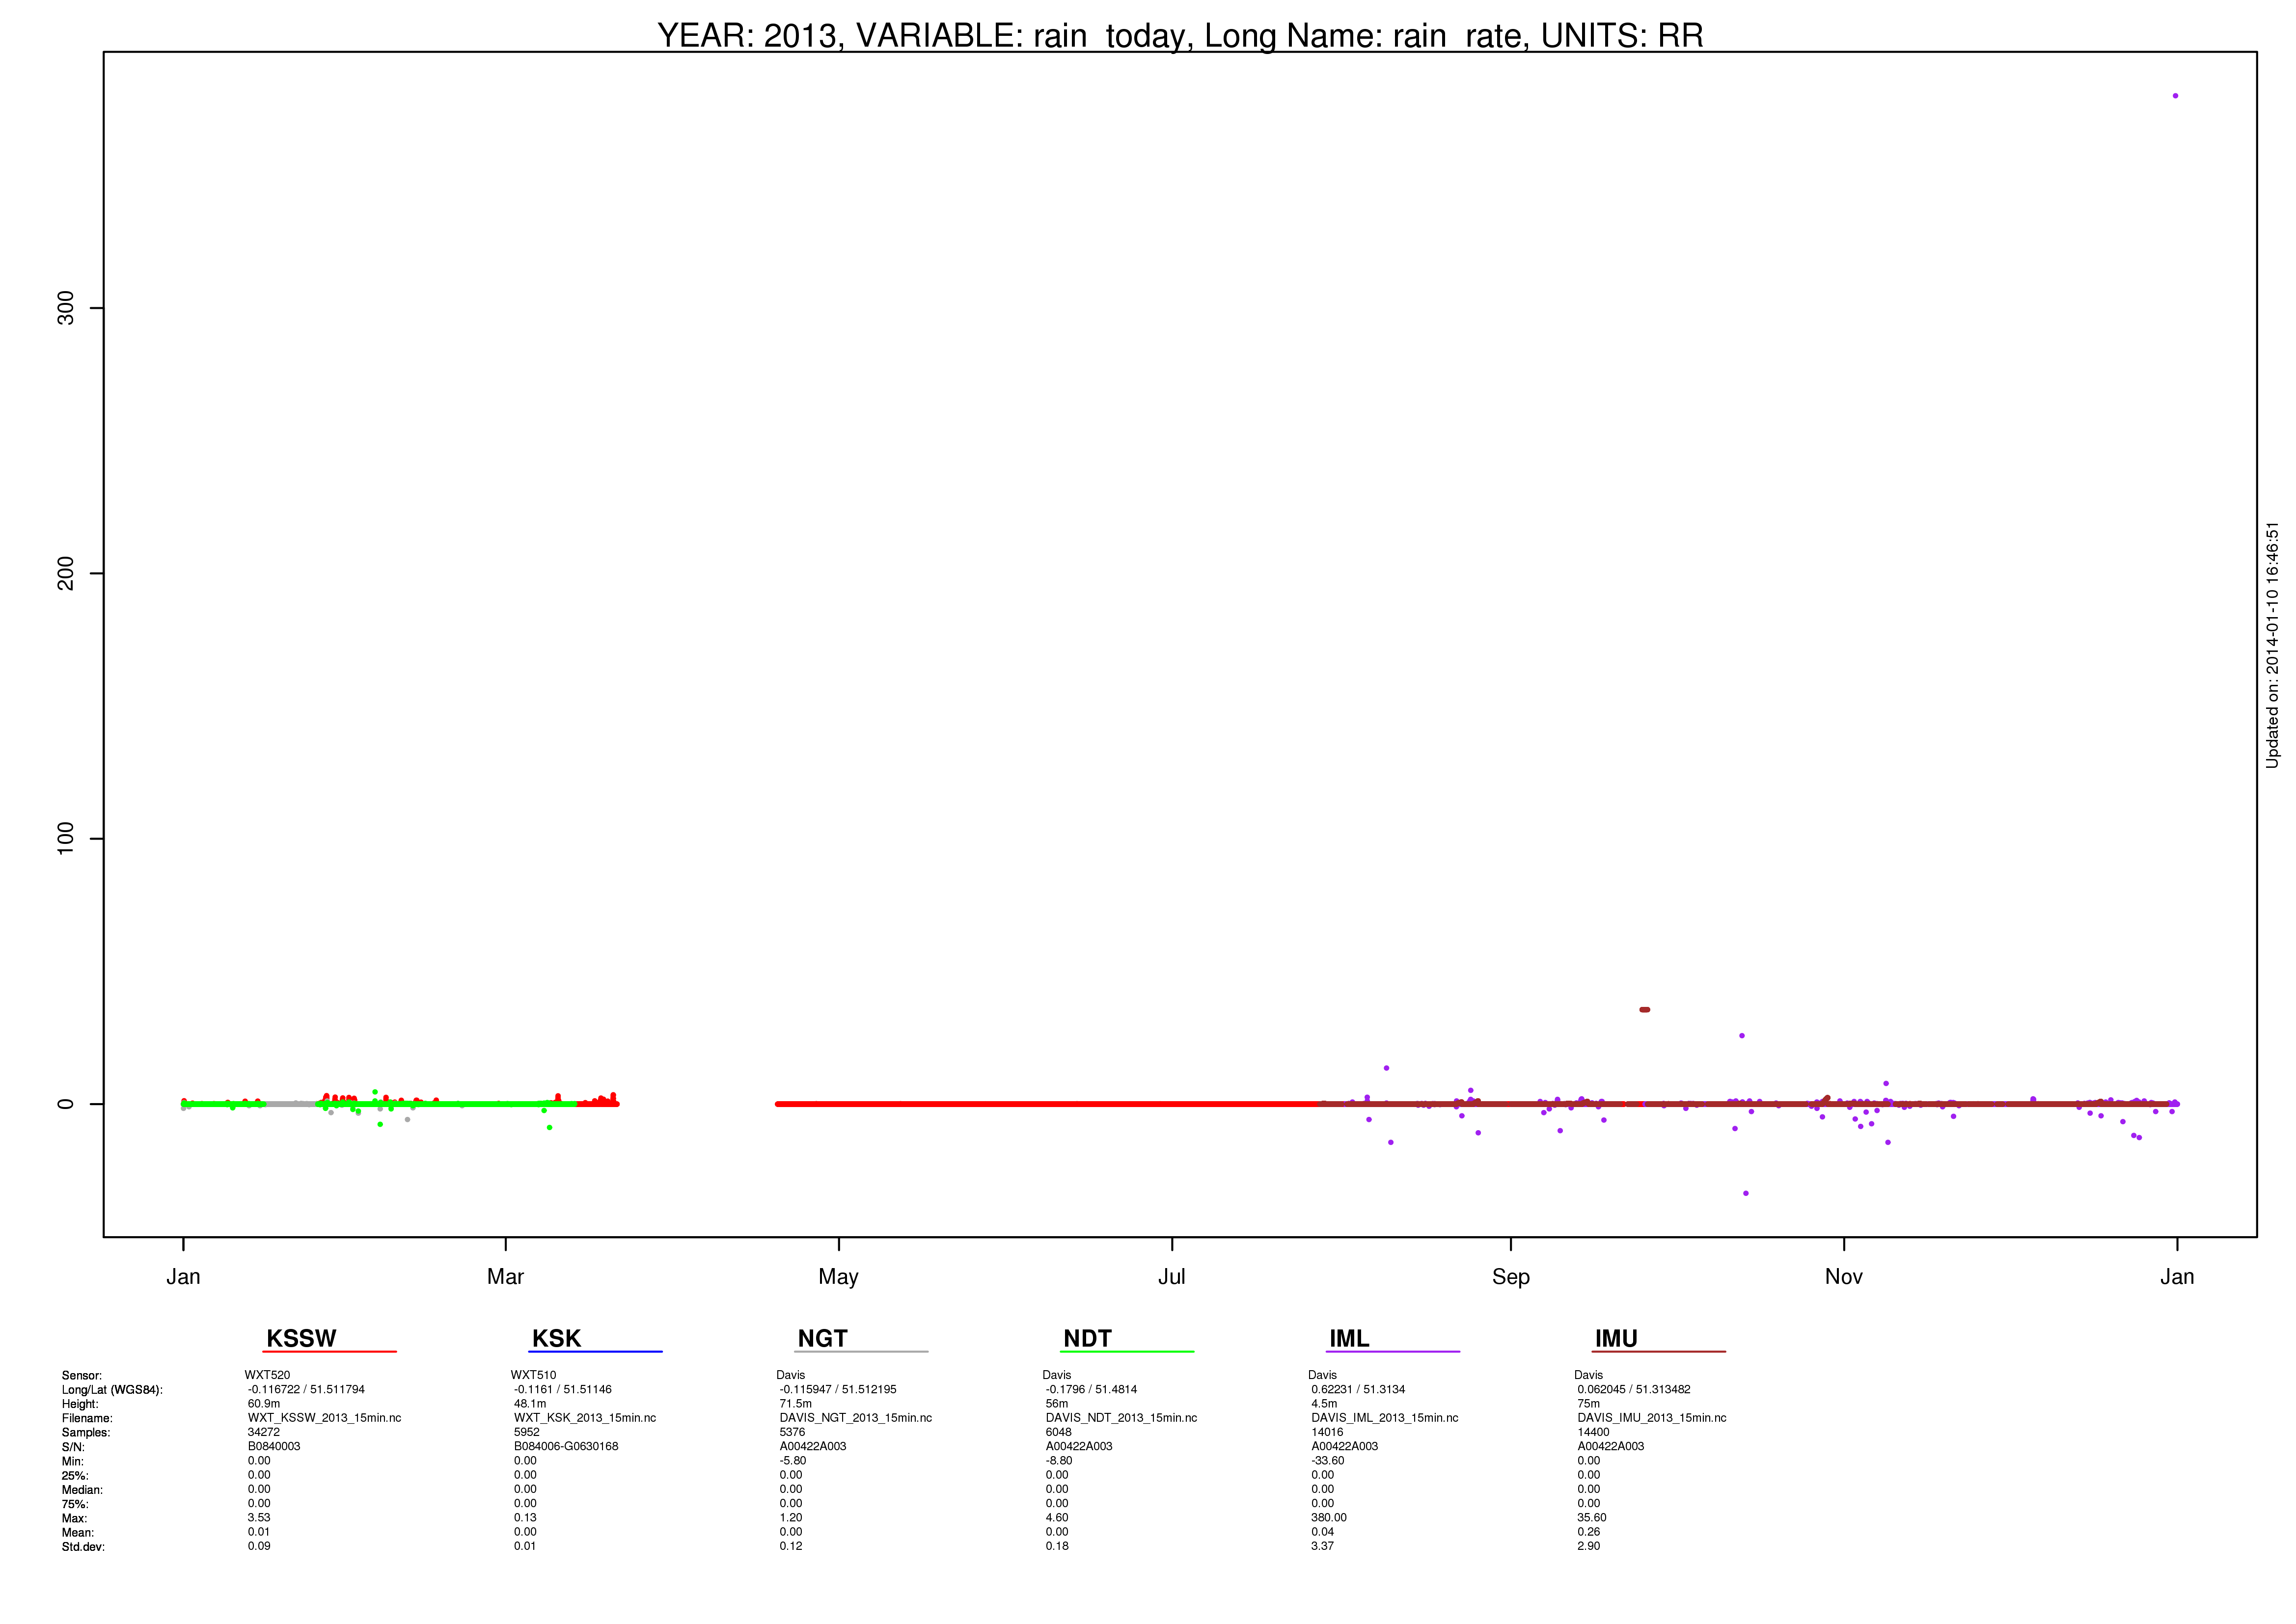 YEAR: 2013, VARIABLE: rain today, Long Name: rain rate, UNITS: RR
300
200
100
0
Updated on: 2014-01-10 16:46:51
Jan Mar May Jul Sep Nov Jan
KSSW KSK NGT NDT IML IMU
Sensor: WXT520 WXT510 Davis Davis Davis Davis
Long/Lat (WGS84): -0.116722 / 51.511794 -0.1161 / 51.51146 -0.115947 / 51.512195 -0.1796 / 51.4814 0.62231 / 51.3134 0.062045 / 51.313482
Height: 60.9m 48.1m 71.5m 56m 4.5m 75m
Filename: WXT_KSSW_2013_15min.nc WXT_KSK_2013_15min.nc DAVIS_NGT_2013_15min.nc DAVIS_NDT_2013_15min.nc DAVIS_IML_2013_15min.nc DAVIS_IMU_2013_15min.nc
Samples: 34272 5952 5376 6048 14016 14400
S/N: B0840003 B084006-G0630168 A00422A003 A00422A003 A00422A003 A00422A003
Min: 0.00 0.00 -5.80 -8.80 -33.60 0.00
25%: 0.00 0.00 0.00 0.00 0.00 0.00
Median: 0.00 0.00 0.00 0.00 0.00 0.00
75%: 0.00 0.00 0.00 0.00 0.00 0.00
Max: 3.53 0.13 1.20 4.60 380.00 35.60
Mean: 0.01 0.00 0.00 0.00 0.04 0.26
Std.dev: 0.09 0.01 0.12 0.18 3.37 2.90